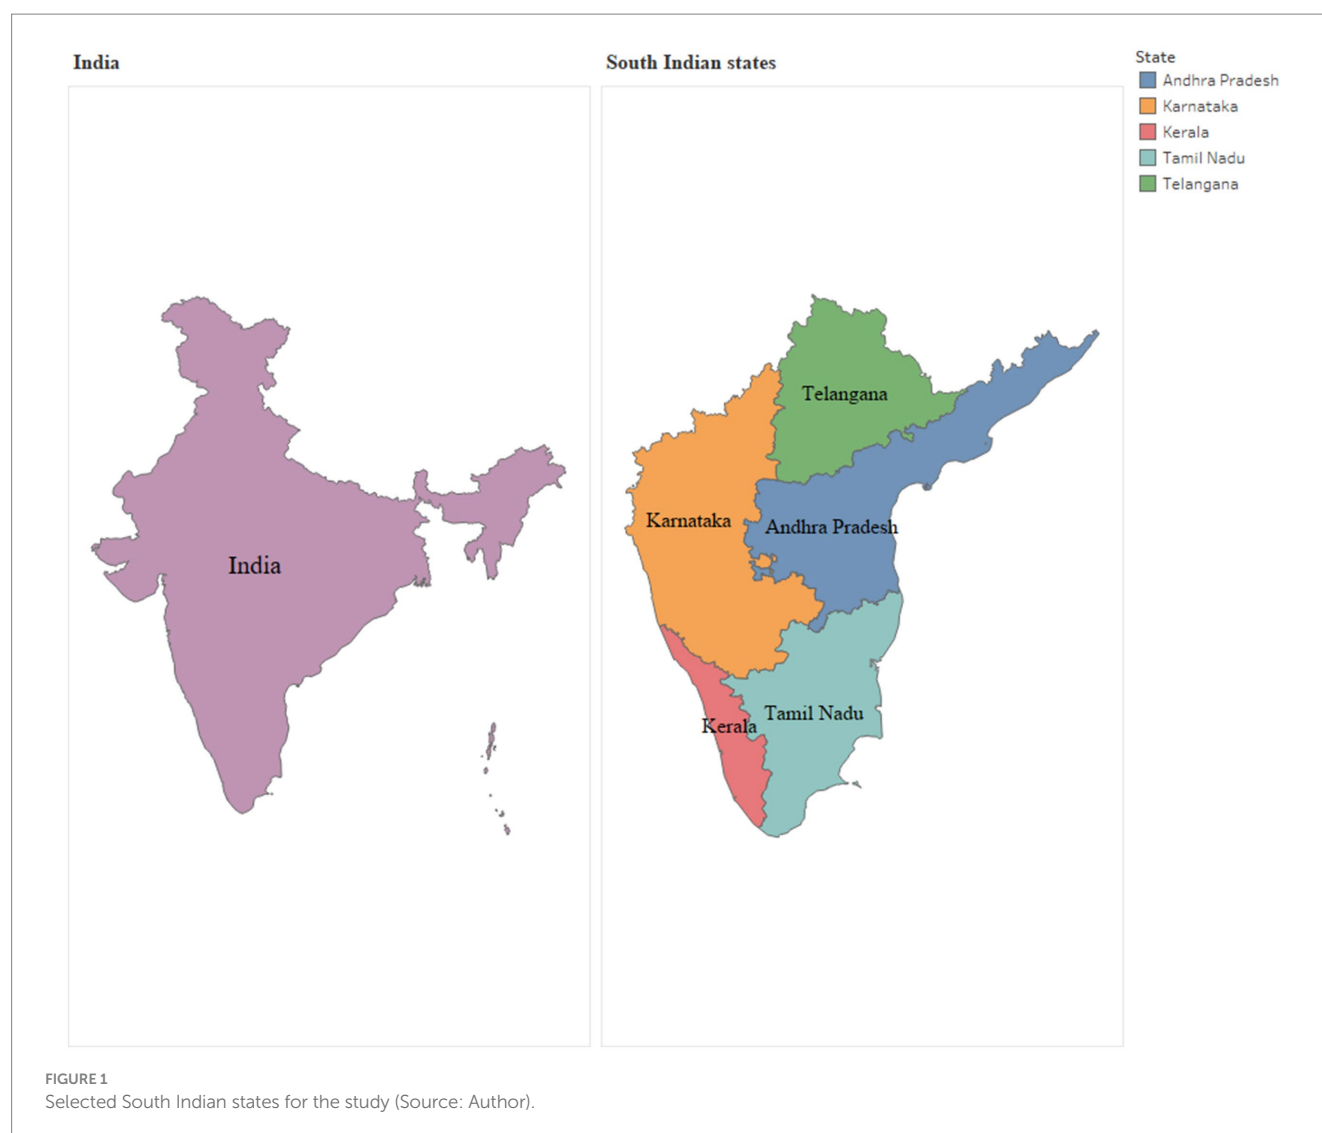 India
South Indian states
State
Andhra Pradesh
Karnataka
Kerala
Tamil Nadu
Telangana
India
Telangana
Karnataka
Andhra Pradesh
Tamil Nadu
Kerala
FIGURE 1
Selected South Indian states for the study (Source: Author).